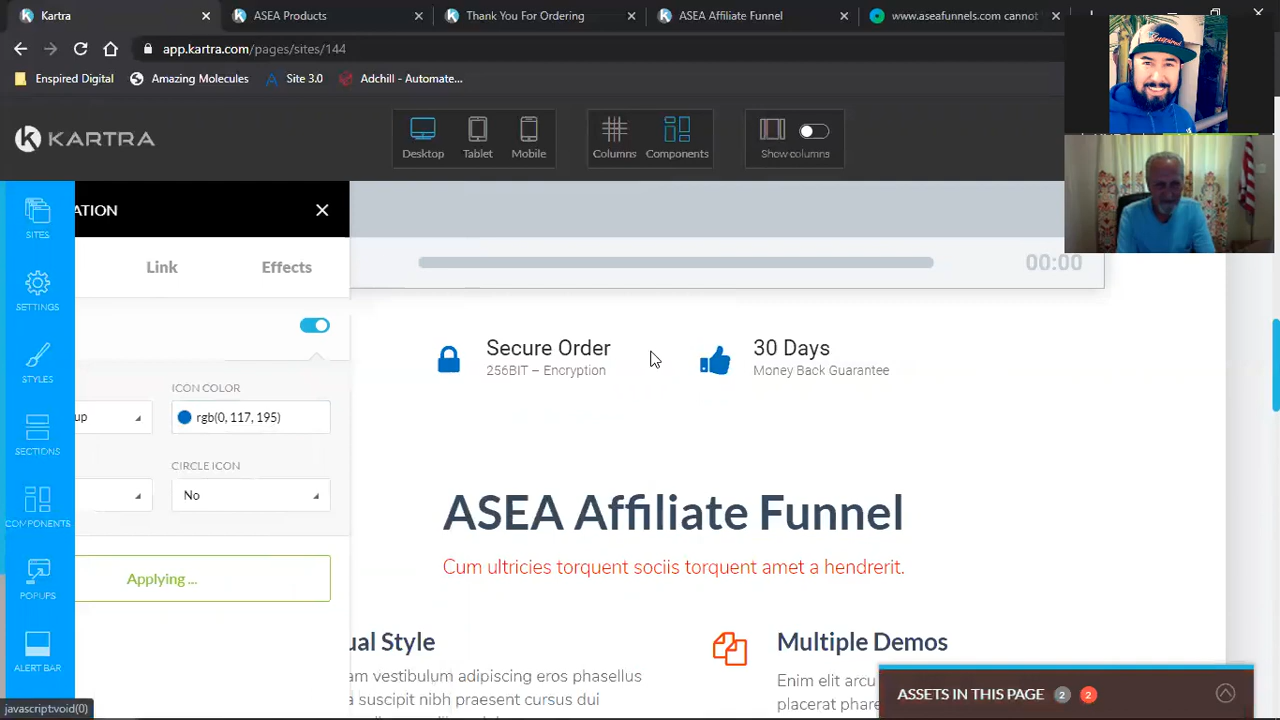 Kartra
ASEA Products
Thank You For Ordering
ASEA Affiliate Funnel
www.aseafunnels.com cannot
app.kartra.com/pages/sites/144
Enspired Digital
Amazing Molecules
Site 3.0
Adchill - Automate...
KARTRA
Desktop
Tablet
Mobile
Columns
Components
Show columns
SITES
SETTINGS
STYLES
SECTIONS
COMPONENTS
POPUPS
ALERT BAR
ATION
Link
Effects
ICON COLOR
up
rgb(0, 117, 195)
CIRCLE ICON
No
Applying ...
00:00
Secure Order
256BIT – Encryption
30 Days
Money Back Guarantee
ASEA Affiliate Funnel
Cum ultricies torquent sociis torquent amet a hendrerit.
ual Style
am vestibulum adipiscing eros phasellus
a suscipit nibh praesent cursus dui
Multiple Demos
Enim elit arcu
placerat phare
ASSETS IN THIS PAGE 2 2
javascript:void(0)